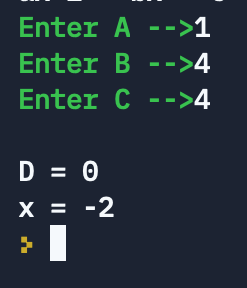 Enter A -->1
Enter B -->4
Enter C -->4
D = 0
x = -2